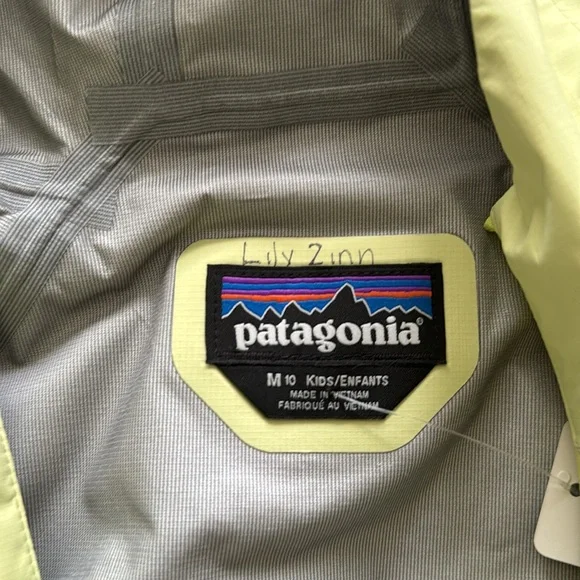 Lily Zinn
patagonia®
M 10 KIDS/ENFANTS
MADE IN VIETNAM
FABRIQUÉ AU VIETNAM